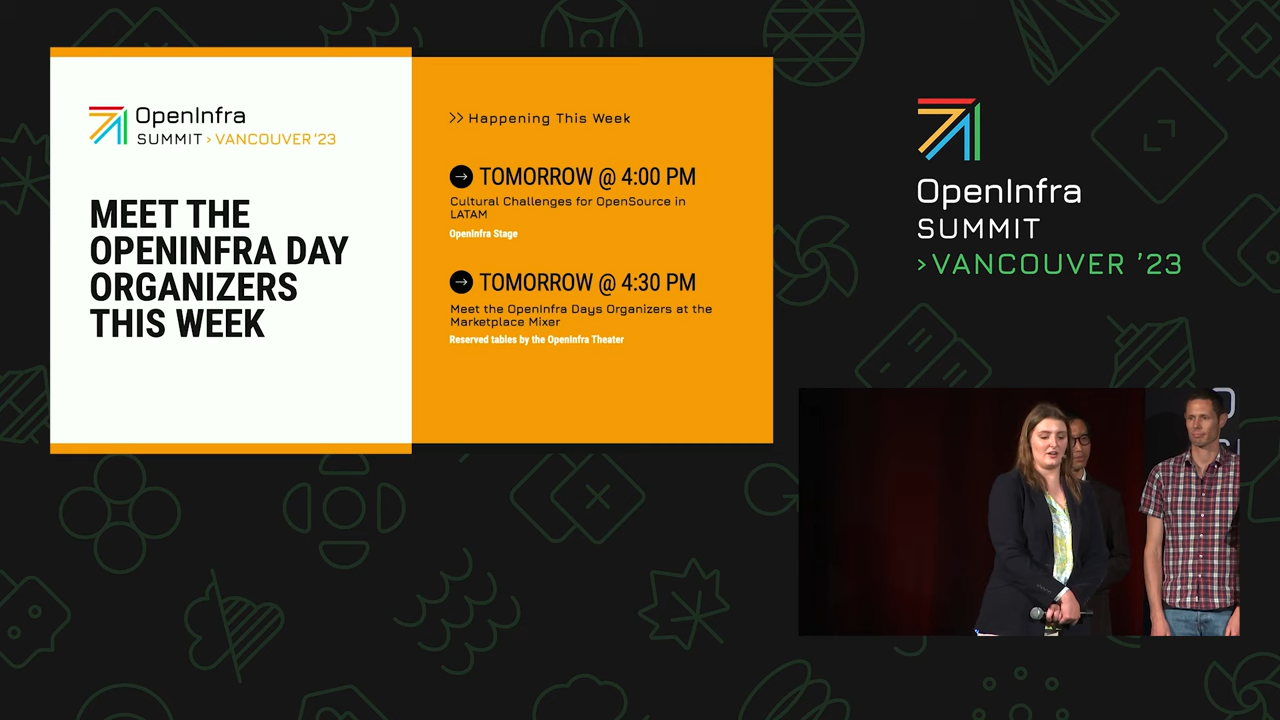 OpenInfra
SUMMIT > VANCOUVER '23
MEET THE
OPENINFRA DAY
ORGANIZERS
THIS WEEK
>> Happening This Week
TOMORROW @ 4:00 PM
Cultural Challenges for OpenSource in
LATAM
OpenInfra Stage
TOMORROW @ 4:30 PM
Meet the OpenInfra Days Organizers at the
Marketplace Mixer
Reserved tables by the OpenInfra Theater
OpenInfra
SUMMIT
>VANCOUVER '23